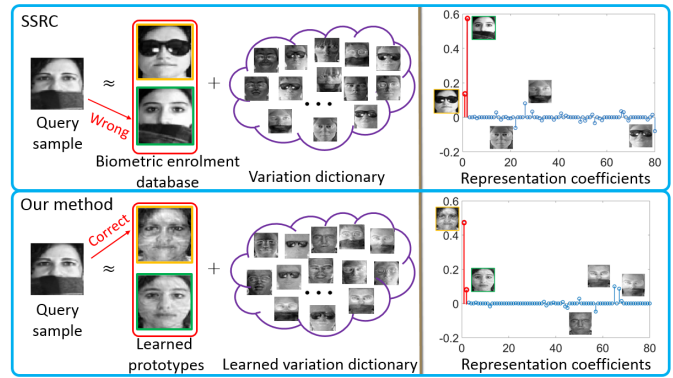 SSRC
≈
+
Query
sample
Wrong
Biometric enrolment
database
• • •
Variation dictionary
0.6
0.4
0.2
0
-0.2
0 20 40 60 80
Representation coefficients
Our method
≈
+
Query
sample
Correct
Learned
prototypes
• • •
Learned variation dictionary
0.6
0.4
0.2
0
-0.2
0 20 40 60 80
Representation coefficients